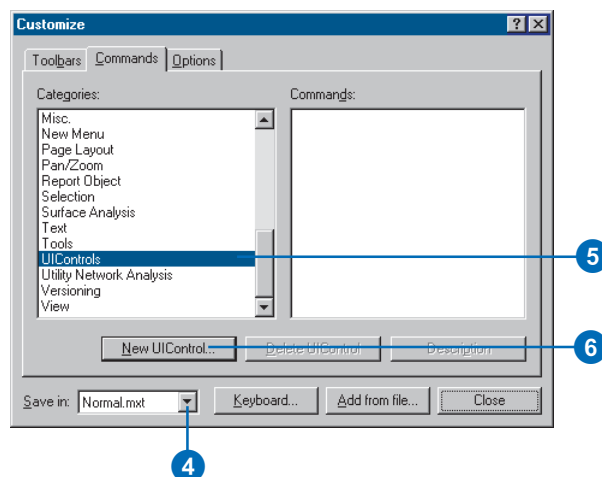 Customize
Toolbars Commands Options
Categories: Commands:
Misc.
New Menu
Page Layout
Pan/Zoom
Report Object
Selection
Surface Analysis
Text
Tools
UIControls
Utility Network Analysis
Versioning
View
5
New UIControl... Delete UIControl Description
6
Save in: Normal.mxt Keyboard... Add from file... Close
4